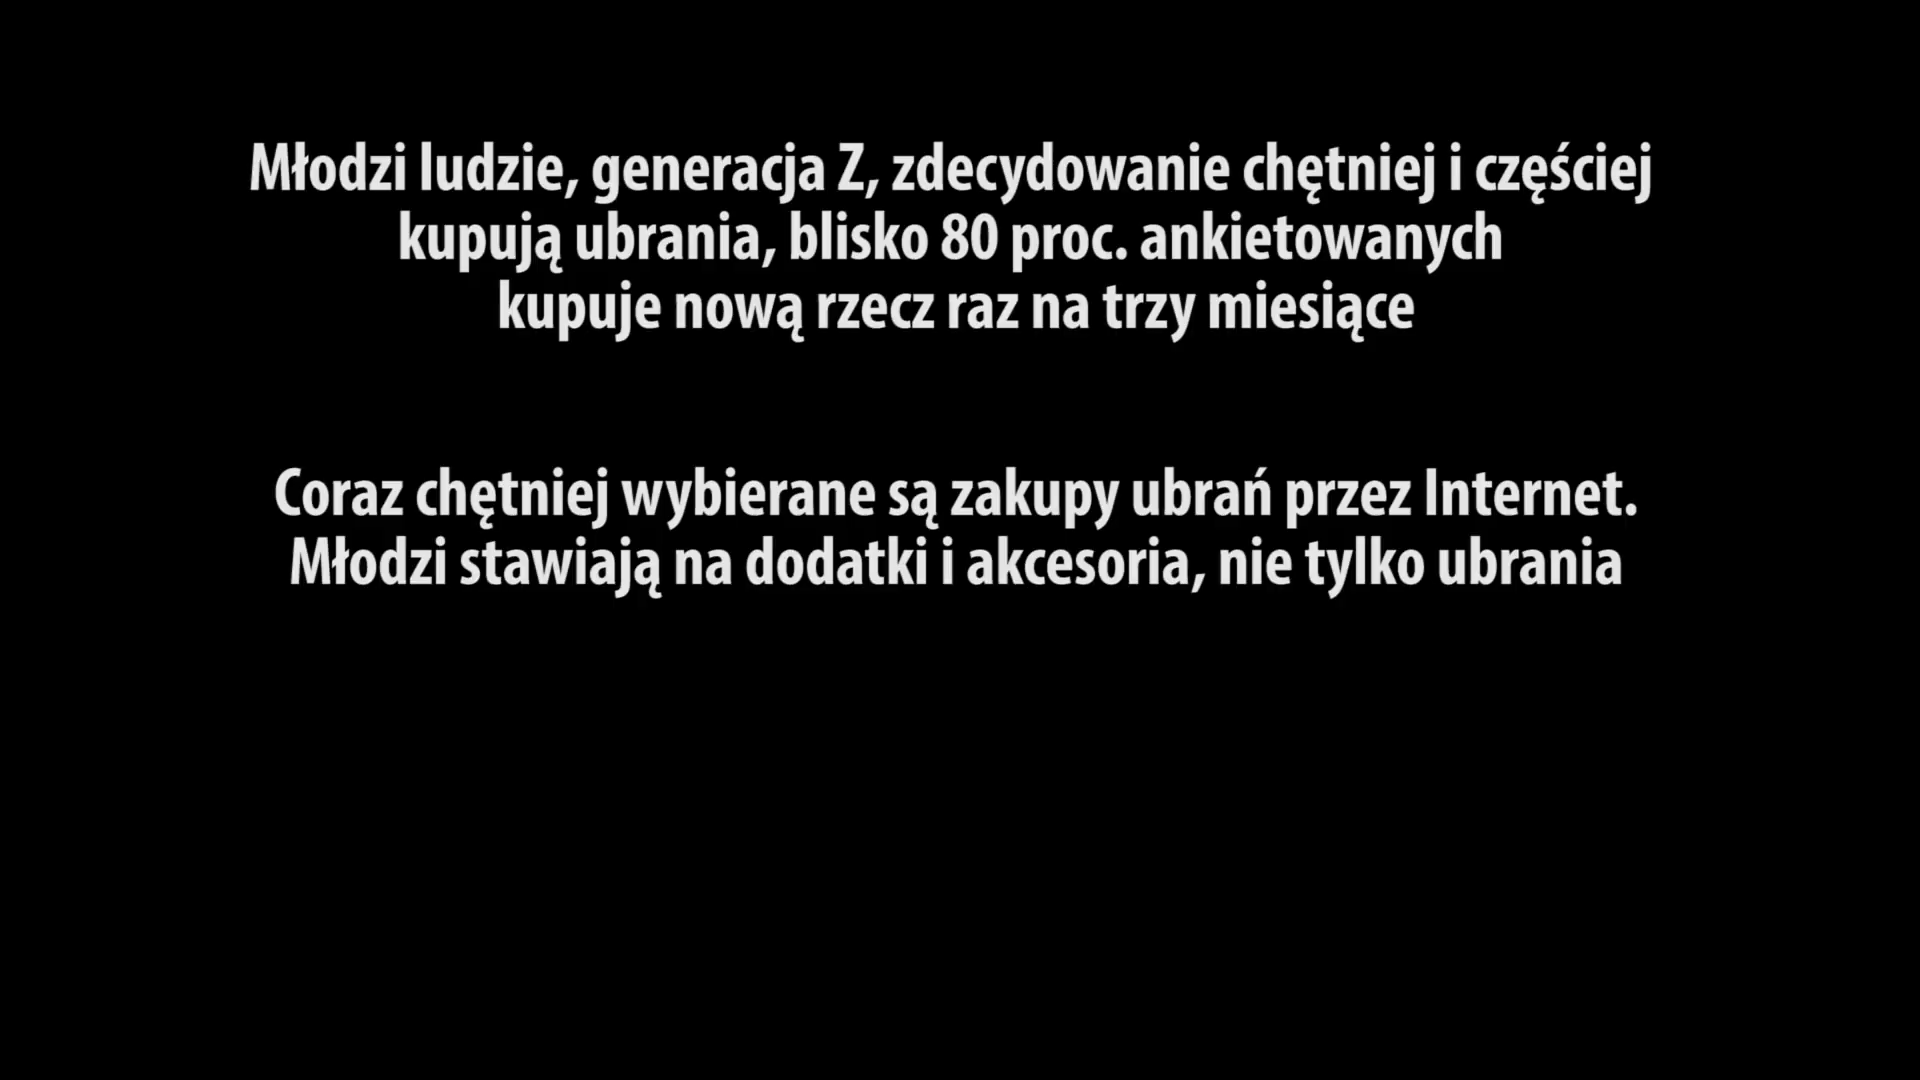 Młodzi ludzie, generacja Z, zdecydowanie chętniej i częściej
kupują ubrania, blisko 80 proc. ankietowanych
kupuje nową rzecz raz na trzy miesiące
Coraz chętniej wybierane są zakupy ubrań przez Internet.
Młodzi stawiają na dodatki i akcesoria, nie tylko ubrania